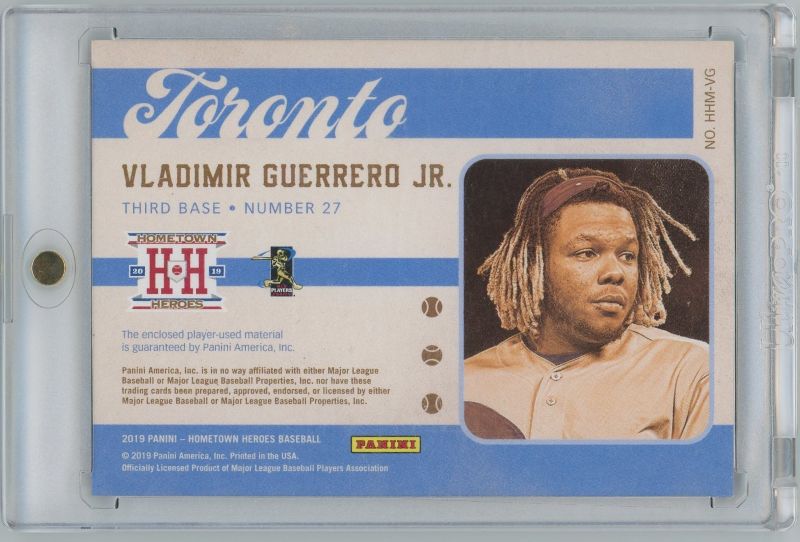 Toronto
NO. HHM-VG
VLADIMIR GUERRERO JR.
THIRD BASE • NUMBER 27
HOMETOWN
20 H H 19
HEROES
PLAYERS
The enclosed player-used material
is guaranteed by Panini America, Inc.
Panini America, Inc. is in no way affiliated with either Major League
Baseball or Major League Baseball Properties, Inc. nor have these
trading cards been prepared, approved, endorsed, or licensed by either
Major League Baseball or Major League Baseball Properties, Inc.
2019 PANINI – HOMETOWN HEROES BASEBALL
PANINI
© 2019 Panini America, Inc. Printed in the USA.
Officially Licensed Product of Major League Baseball Players Association